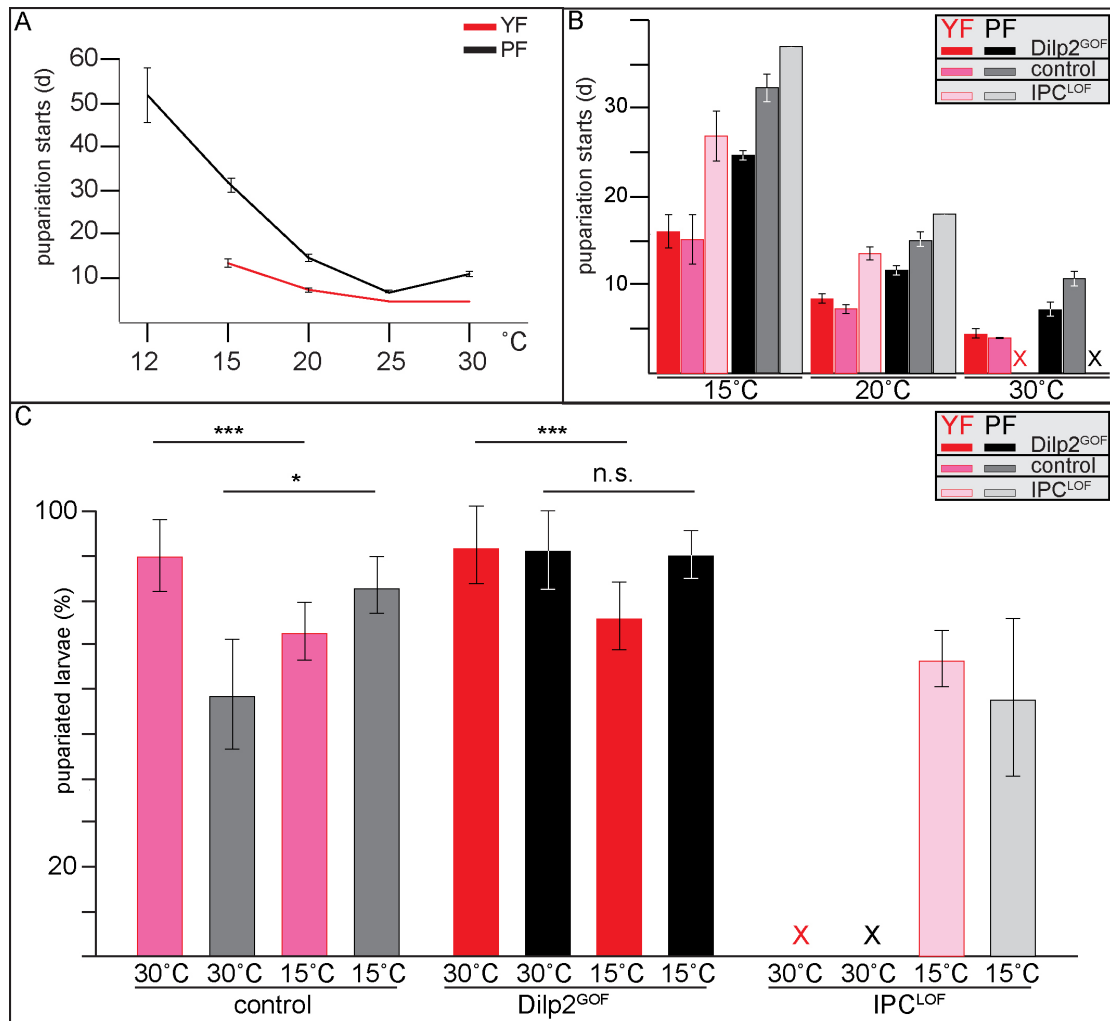 A
YF
PF
60
50
40
30
20
10
pupariation starts (d)
12 15 20 25 30 °C
B
YF PF
Dilp2GOF
control
IPCLOF
30
20
10
pupariation starts (d)
X X
15°C 20°C 30°C
C
YF PF
Dilp2GOF
control
IPCLOF
*** ***
* n.s.
100
20
pupariated larvae (%)
X X
30°C 30°C 15°C 15°C 30°C 30°C 15°C 15°C 30°C 30°C 15°C 15°C
control Dilp2GOF IPCLOF